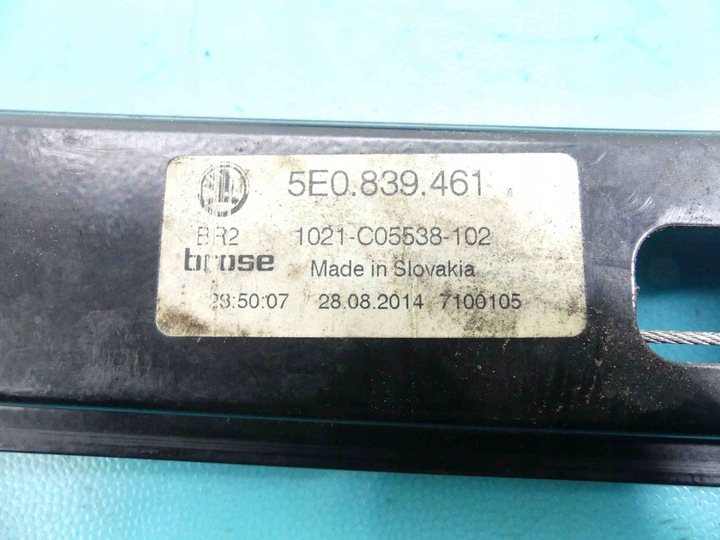 5E0.839.461
BR2 1021-C05538-102
brose Made in Slovakia
23:50:07 28.08.2014 7100105